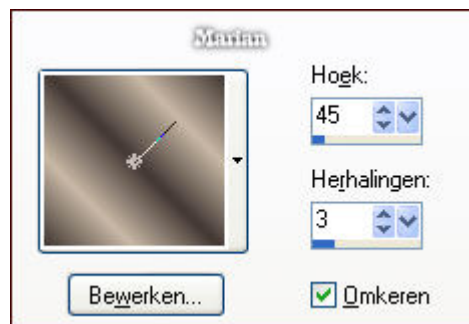 Marian
Hoek:
45
Herhalingen:
3
Bewerken...
Omkeren